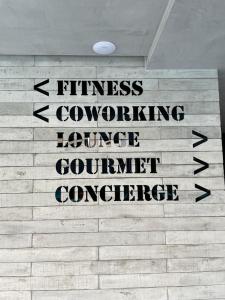 < FITNESS
< COWORKING
LOUNGE >
GOURMET >
CONCIERGE >